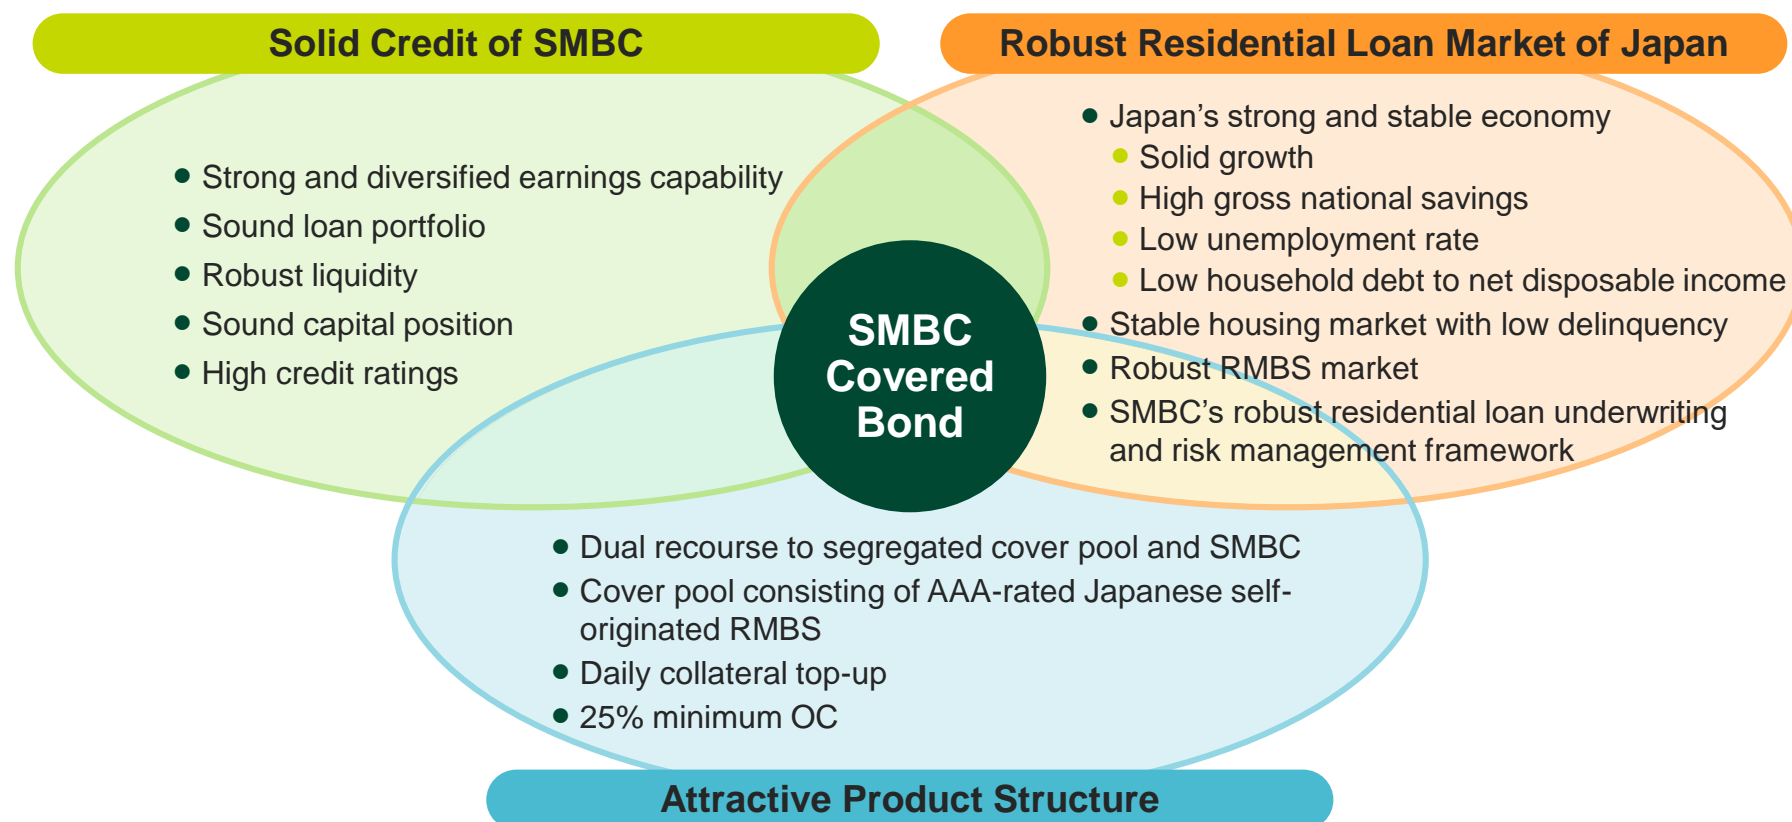 Solid Credit of SMBC
Strong and diversified earnings capability
Sound loan portfolio
Robust liquidity
Sound capital position
High credit ratings
Robust Residential Loan Market of Japan
Japan’s strong and stable economy
Solid growth
High gross national savings
Low unemployment rate
Low household debt to net disposable income
Stable housing market with low delinquency
Robust RMBS market
SMBC’s robust residential loan underwriting
and risk management framework
SMBC
Covered
Bond
Dual recourse to segregated cover pool and SMBC
Cover pool consisting of AAA-rated Japanese self-
originated RMBS
Daily collateral top-up
25% minimum OC
Attractive Product Structure